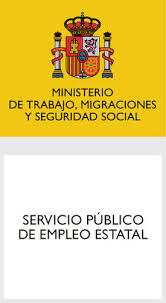 MINISTERIO
DE TRABAJO, MIGRACIONES
Y SEGURIDAD SOCIAL
SERVICIO PÚBLICO
DE EMPLEO ESTATAL